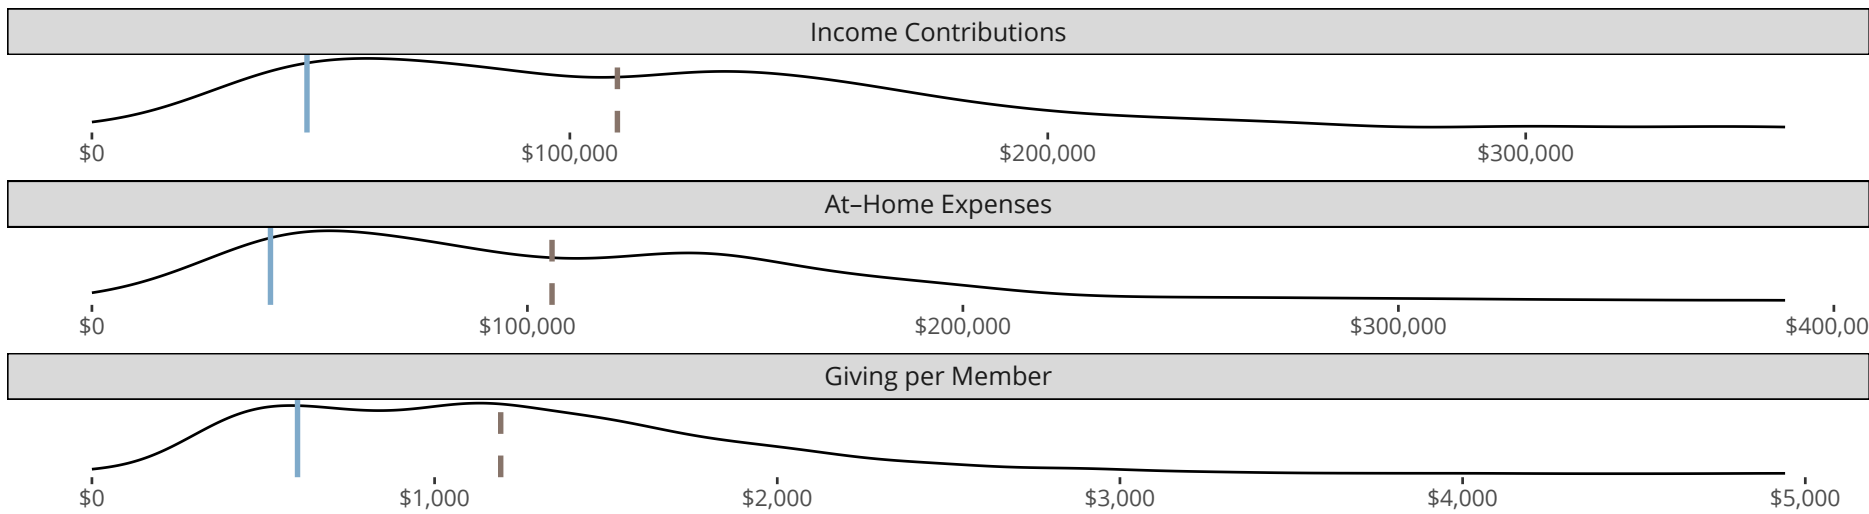 Income Contributions
$0 $100,000 $200,000 $300,000
At–Home Expenses
$0 $100,000 $200,000 $300,000 $400,00
Giving per Member
$0 $1,000 $2,000 $3,000 $4,000 $5,000